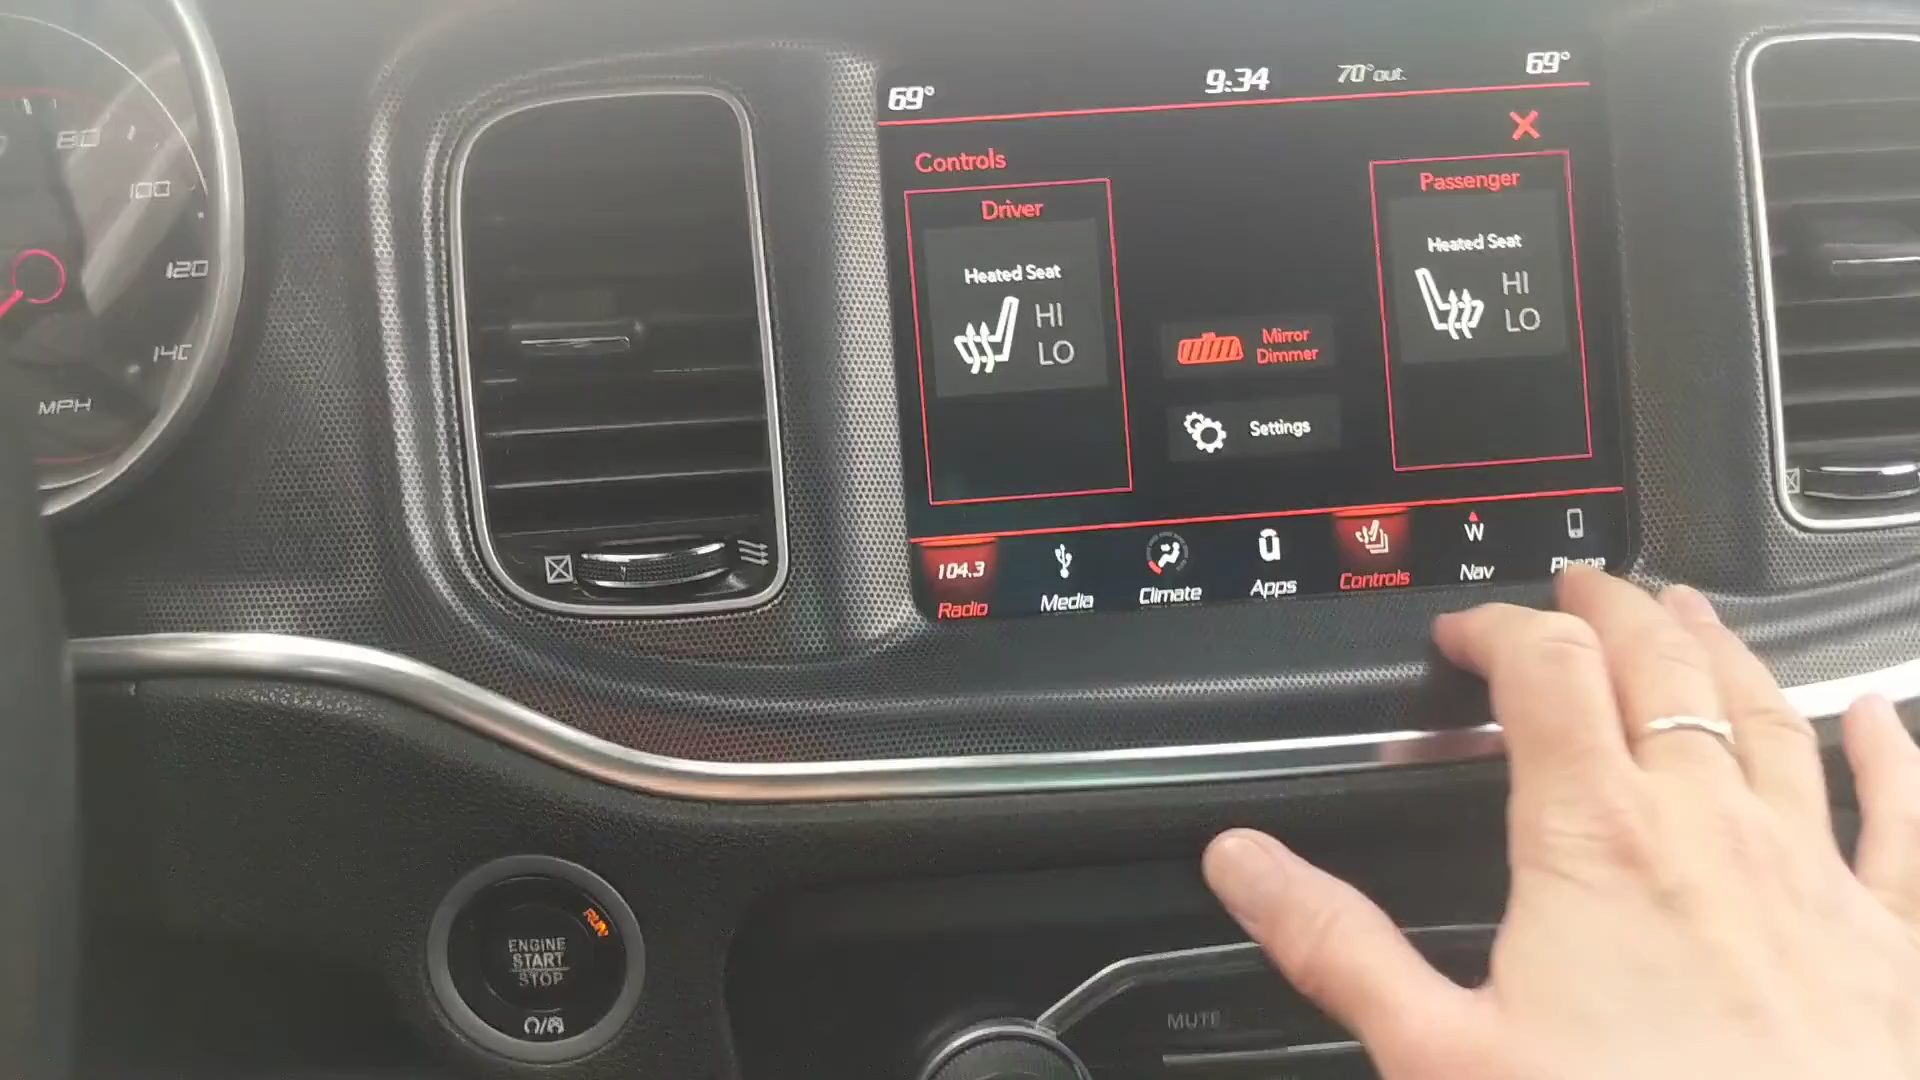 80
100
120
140
MPH
69°
9:34
70°out.
69°
Controls
Driver
Heated Seat
HI
LO
Mirror
Dimmer
Settings
Passenger
Heated Seat
HI
LO
104.3
Radio
Media
Climate
Apps
Controls
W
Nav
Phone
RUN
ENGINE
START
STOP
MUTE